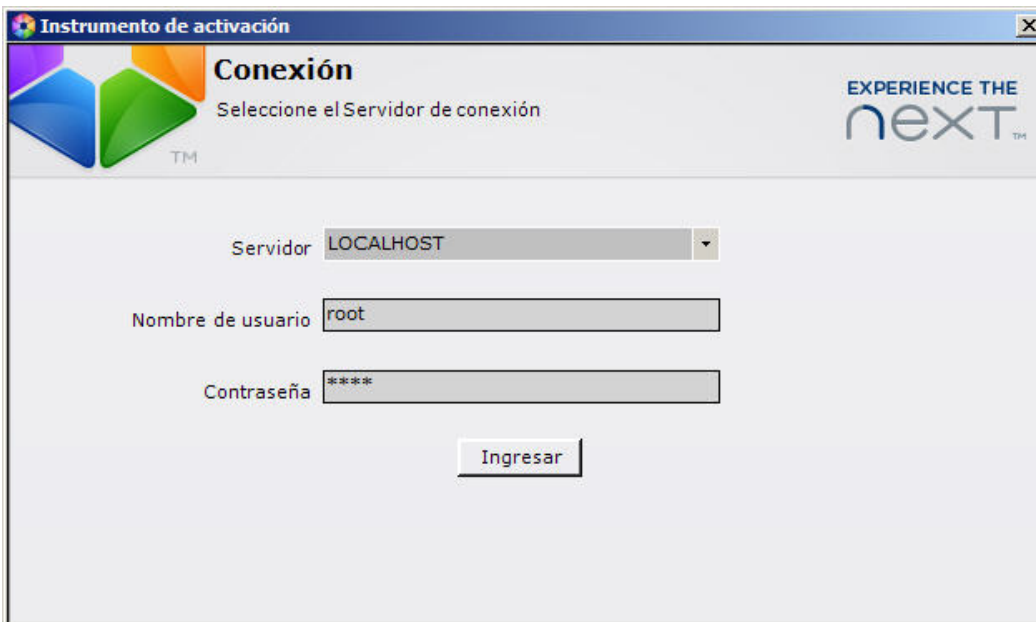 Instrumento de activación
Conexión
Seleccione el Servidor de conexión
EXPERIENCE THE
next™
TM
Servidor LOCALHOST
Nombre de usuario root
Contraseña ****
Ingresar